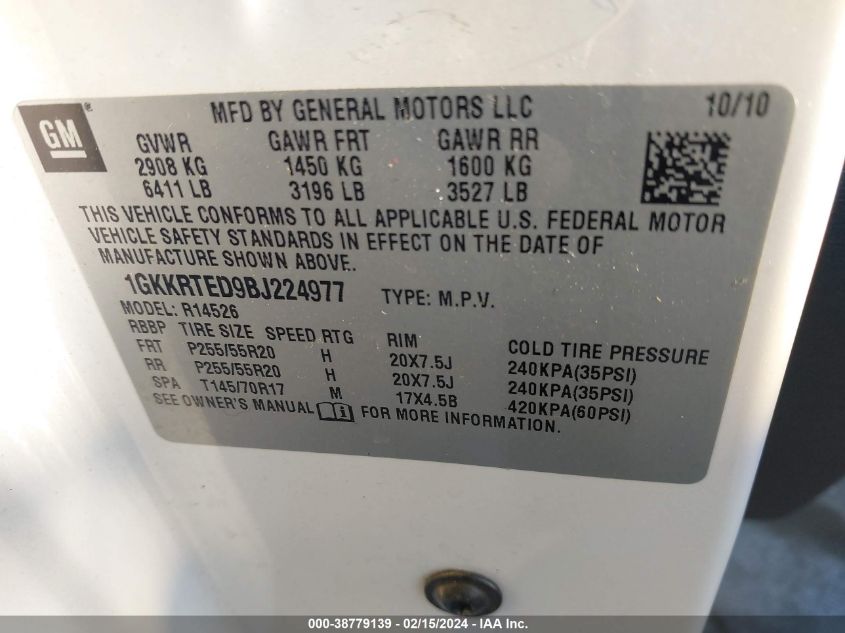 GM®
MFD BY GENERAL MOTORS LLC 10/10
GVWR GAWR FRT GAWR RR
2908 KG 1450 KG 1600 KG
6411 LB 3196 LB 3527 LB
THIS VEHICLE CONFORMS TO ALL APPLICABLE U.S. FEDERAL MOTOR
VEHICLE SAFETY STANDARDS IN EFFECT ON THE DATE OF
MANUFACTURE SHOWN ABOVE.
1GKKRTED9BJ224977 TYPE: M.P.V.
MODEL: R14526
RBBP TIRE SIZE SPEED RTG RIM COLD TIRE PRESSURE
FRT P255/55R20 H 20X7.5J 240KPA(35PSI)
RR P255/55R20 H 20X7.5J 240KPA(35PSI)
SPA T145/70R17 M 17X4.5B 420KPA(60PSI)
SEE OWNER'S MANUAL i FOR MORE INFORMATION.
000-38779139 - 02/15/2024 - IAA Inc.